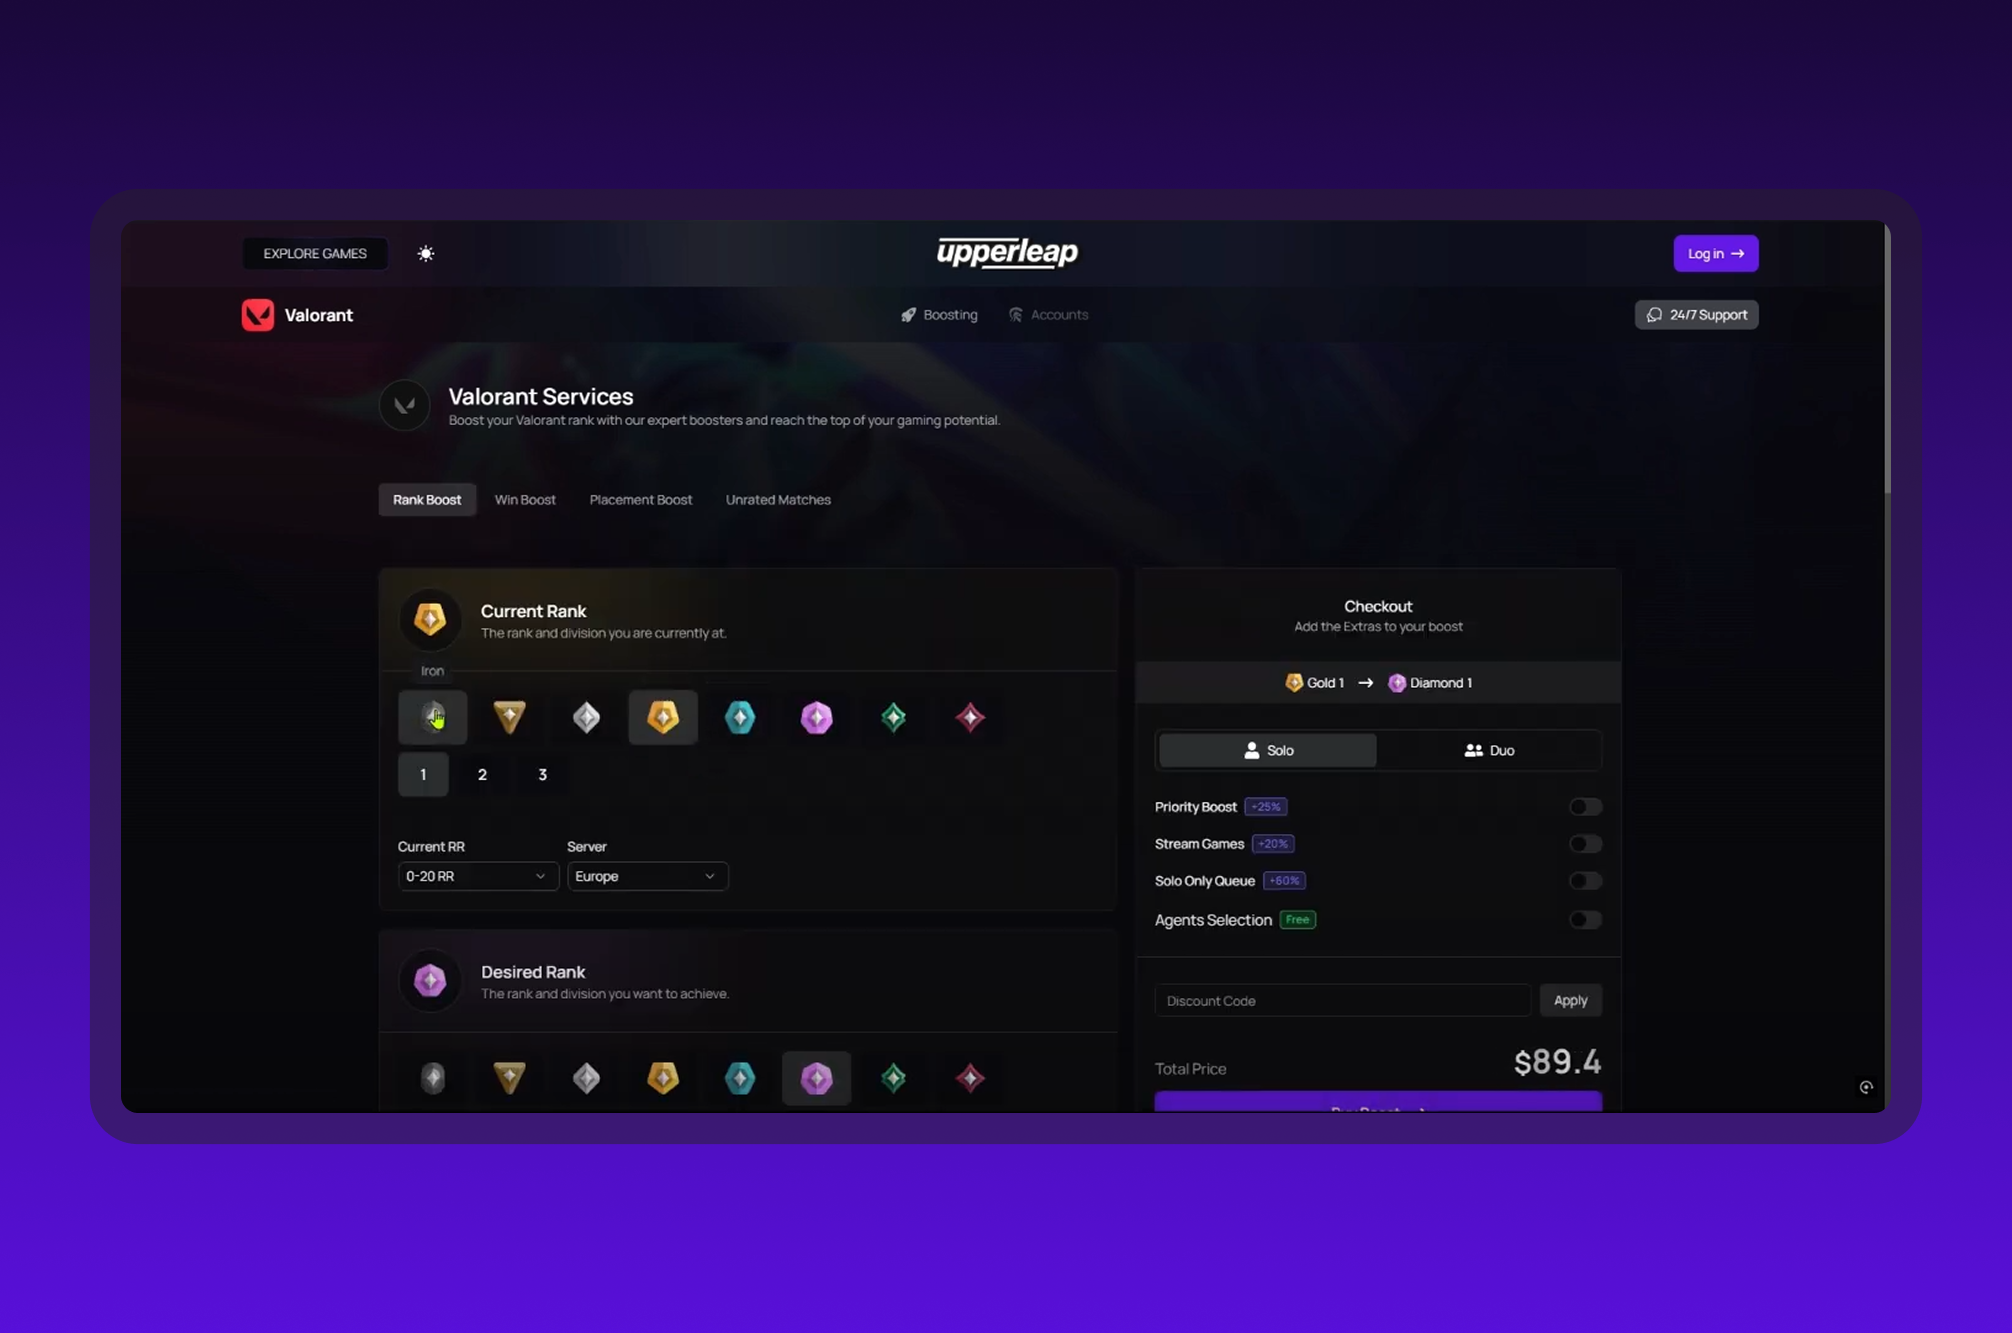 EXPLORE GAMES
upperleap
Log in →
Valorant
Boosting
Accounts
24/7 Support
Valorant Services
Boost your Valorant rank with our expert boosters and reach the top of your gaming potential.
Rank Boost
Win Boost
Placement Boost
Unrated Matches
Current Rank
The rank and division you are currently at.
Iron
1
2
3
Current RR
Server
0-20 RR
Europe
Desired Rank
The rank and division you want to achieve.
Checkout
Add the Extras to your boost
Gold 1 → Diamond 1
Solo
Duo
Priority Boost +25%
Stream Games +20%
Solo Only Queue +60%
Agents Selection Free
Discount Code
Apply
Total Price
$89.4